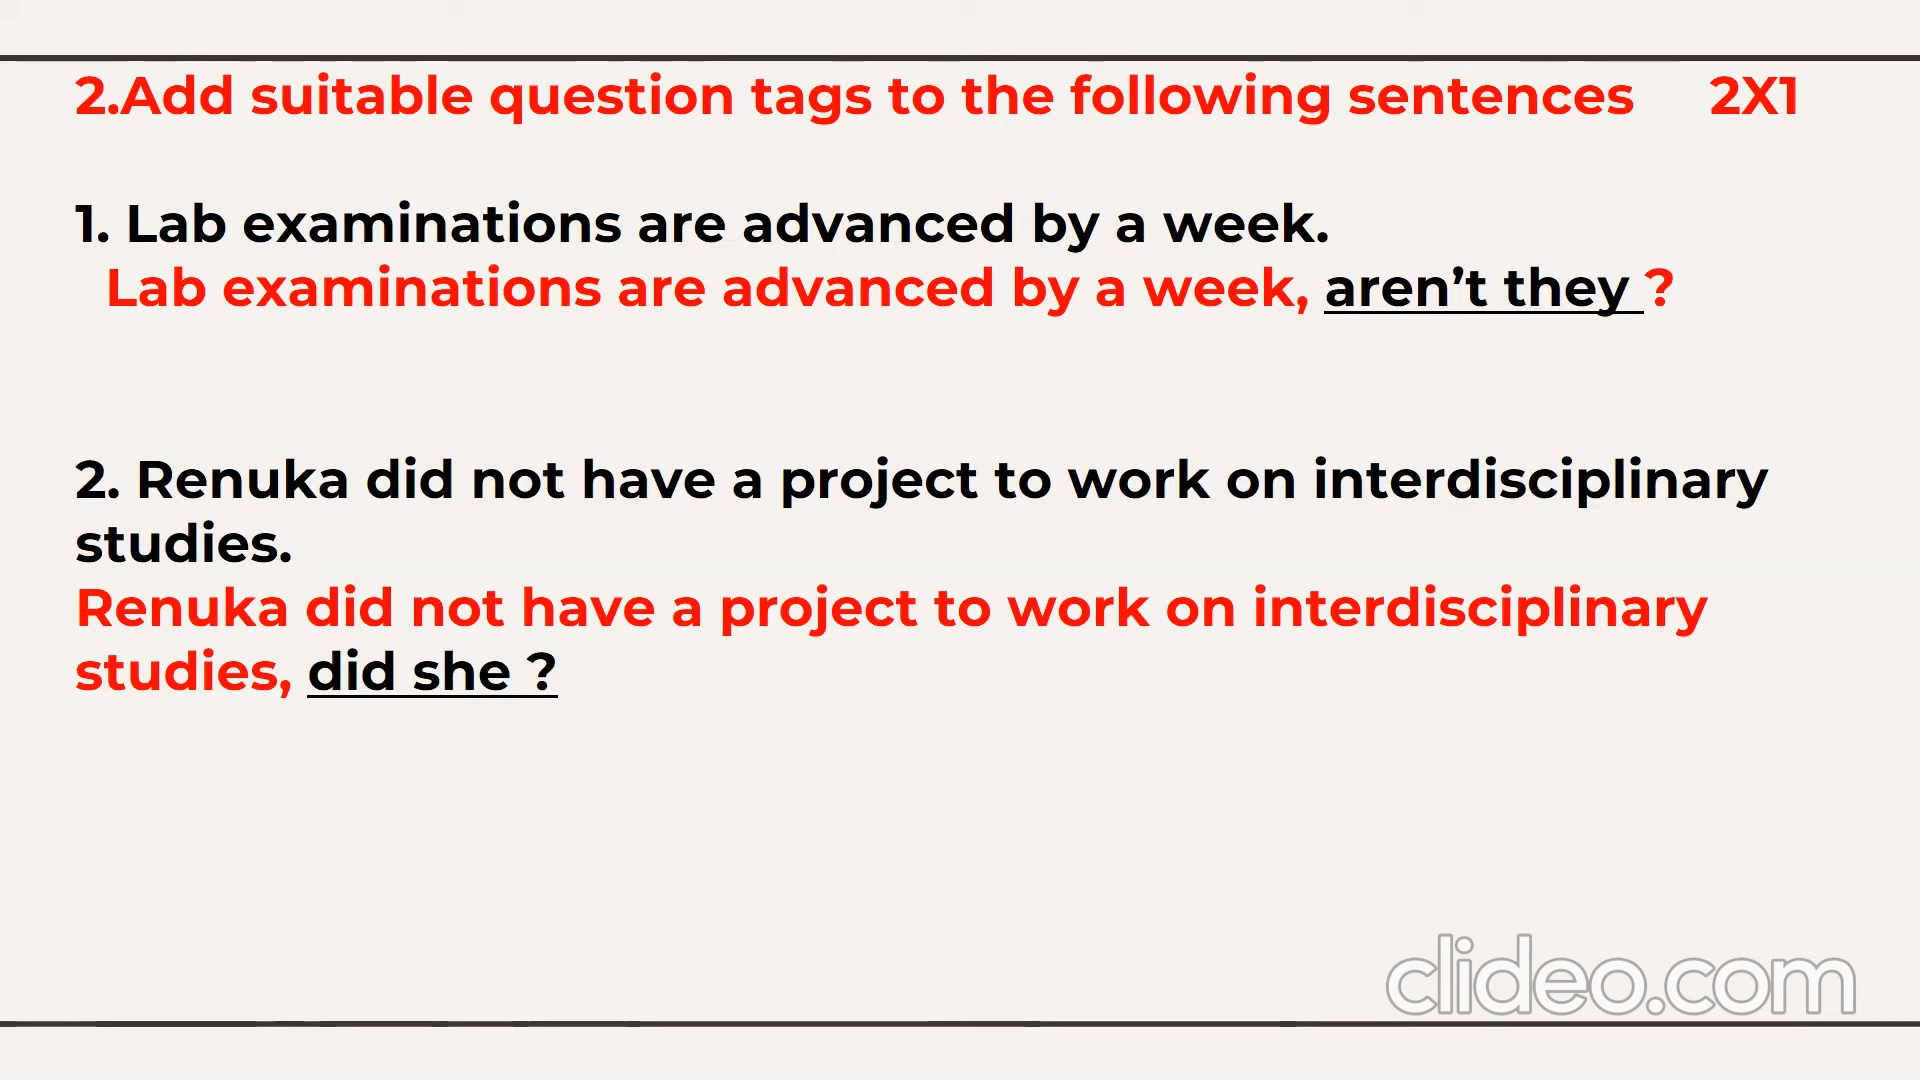 2.Add suitable question tags to the following sentences 2X1
1. Lab examinations are advanced by a week.
Lab examinations are advanced by a week, aren’t they ?
2. Renuka did not have a project to work on interdisciplinary
studies.
Renuka did not have a project to work on interdisciplinary
studies, did she ?
clideo.com